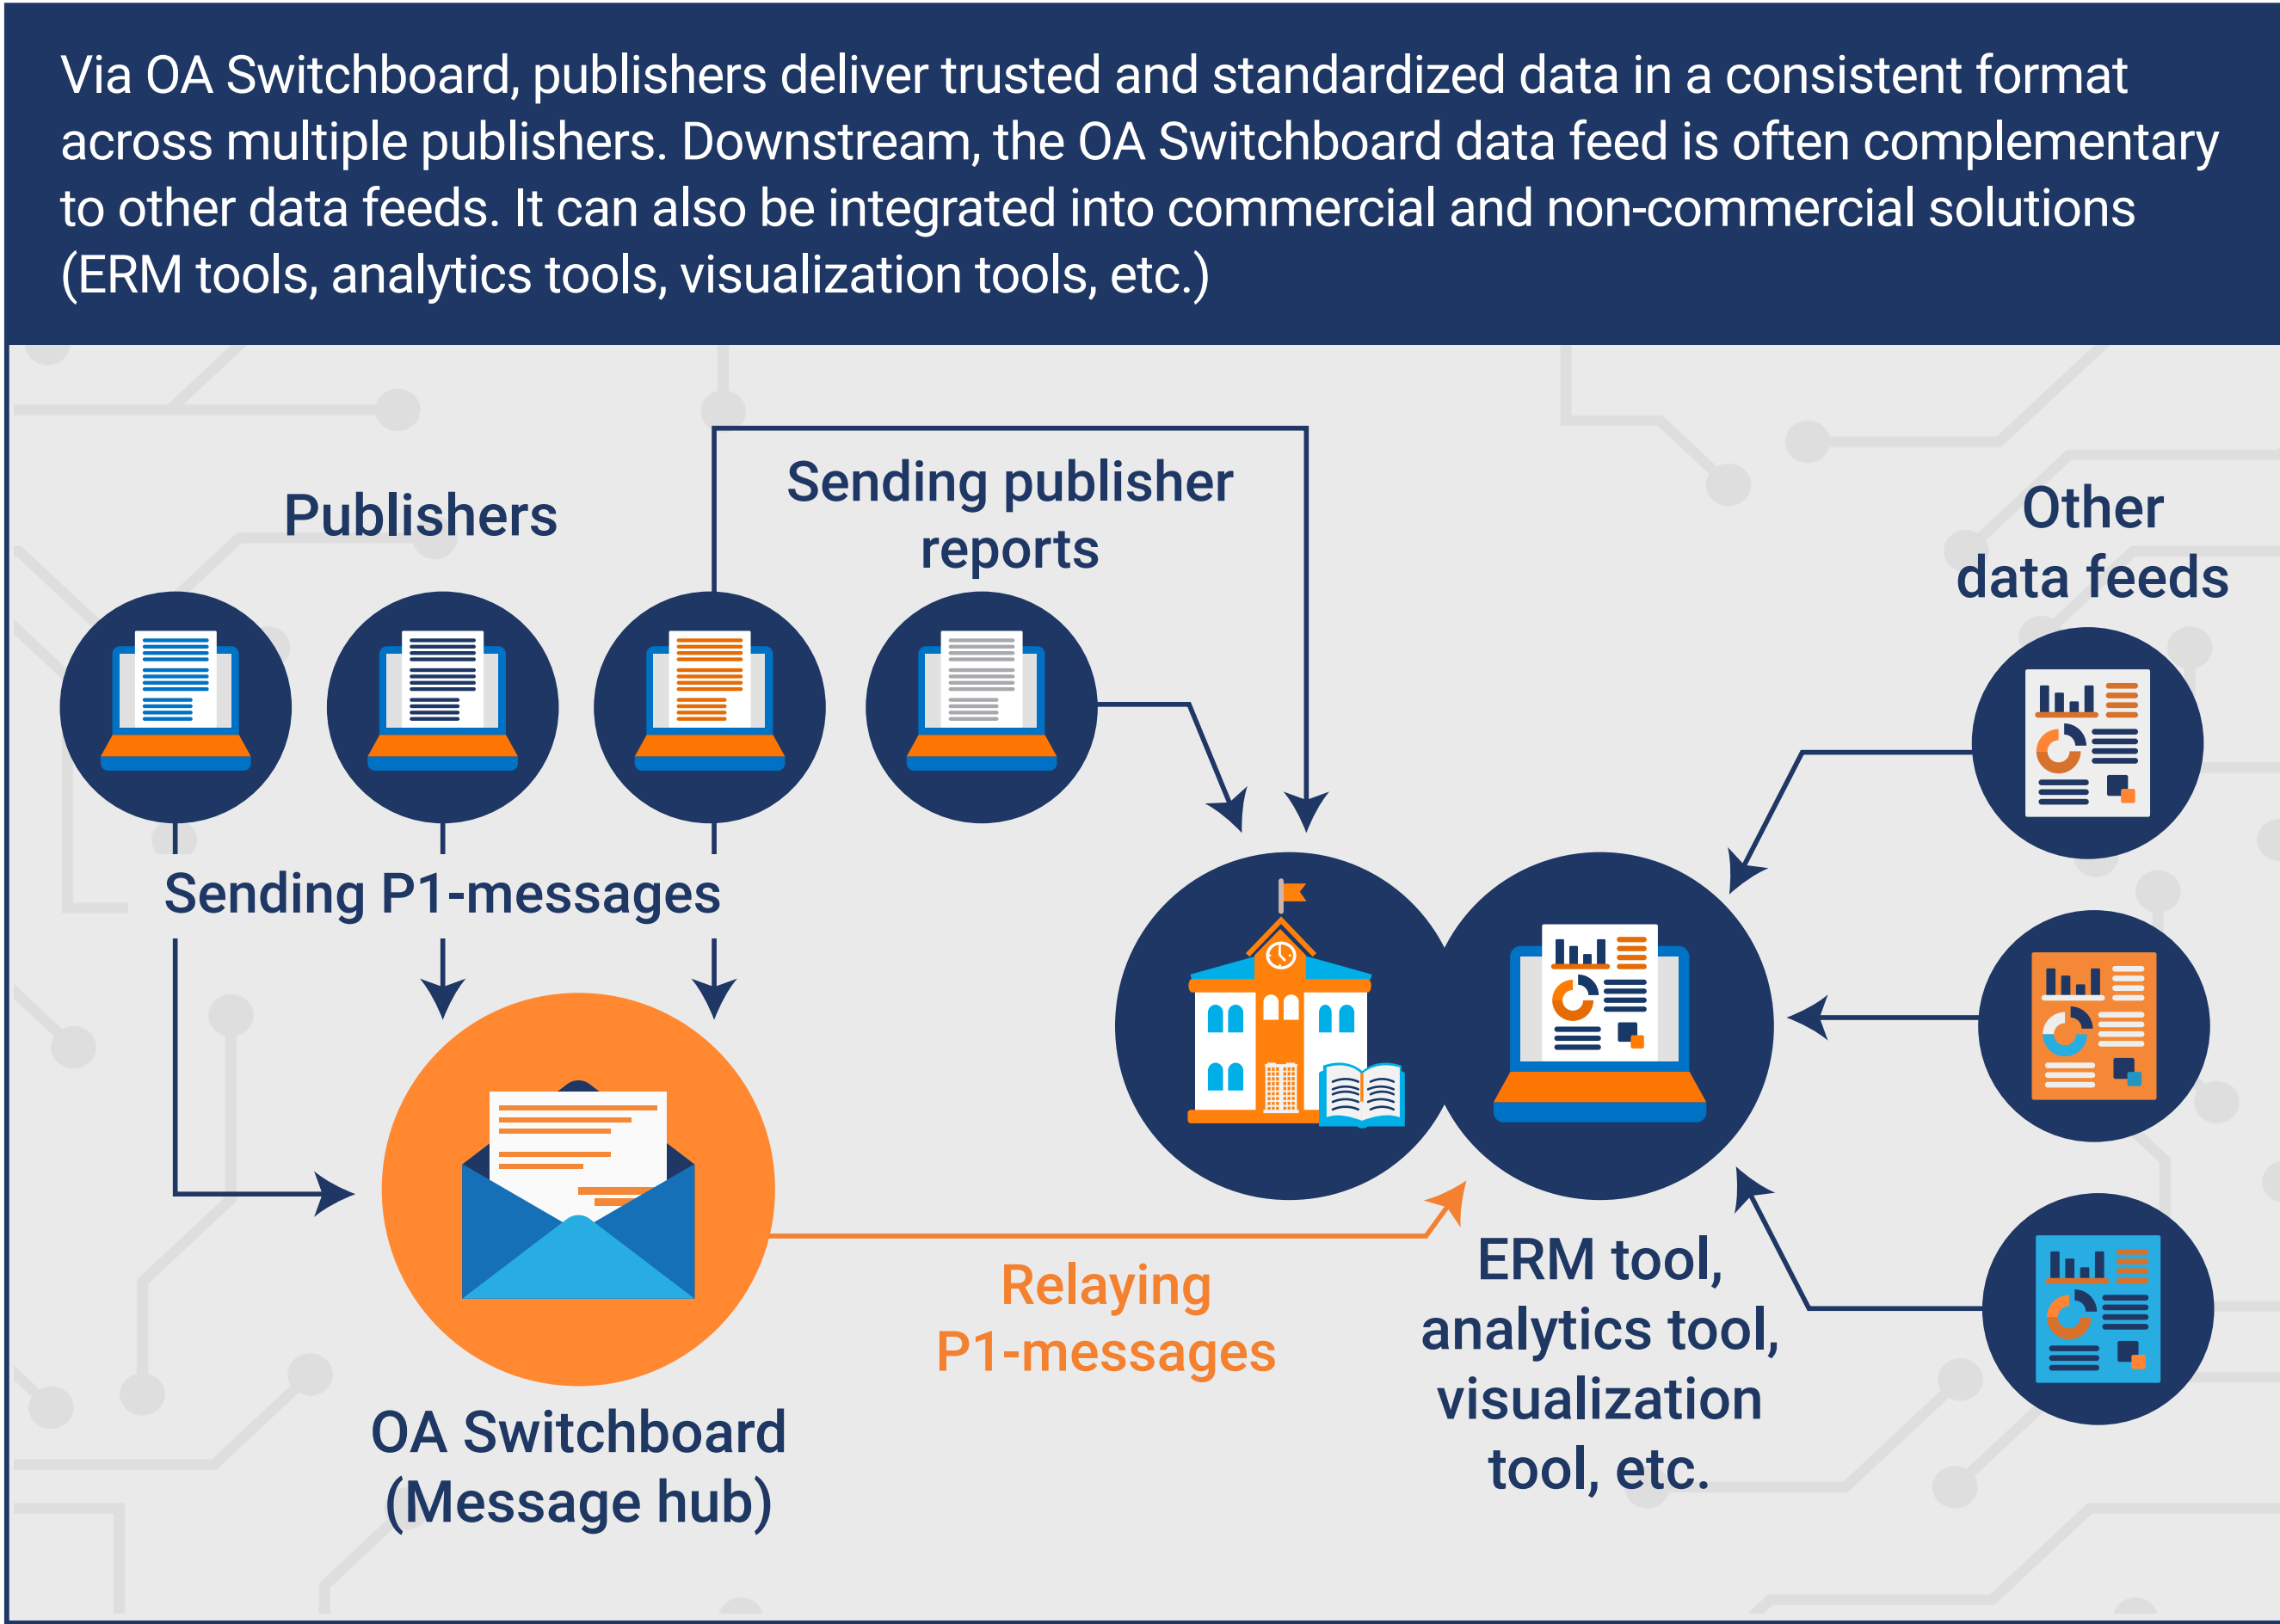 Via OA Switchboard, publishers deliver trusted and standardized data in a consistent format
across multiple publishers. Downstream, the OA Switchboard data feed is often complementary
to other data feeds. It can also be integrated into commercial and non-commercial solutions
(ERM tools, analytics tools, visualization tools, etc.)
Publishers
Sending publisher
reports
Other
data feeds
Sending P1-messages
OA Switchboard
(Message hub)
Relaying
P1-messages
ERM tool,
analytics tool,
visualization
tool, etc.